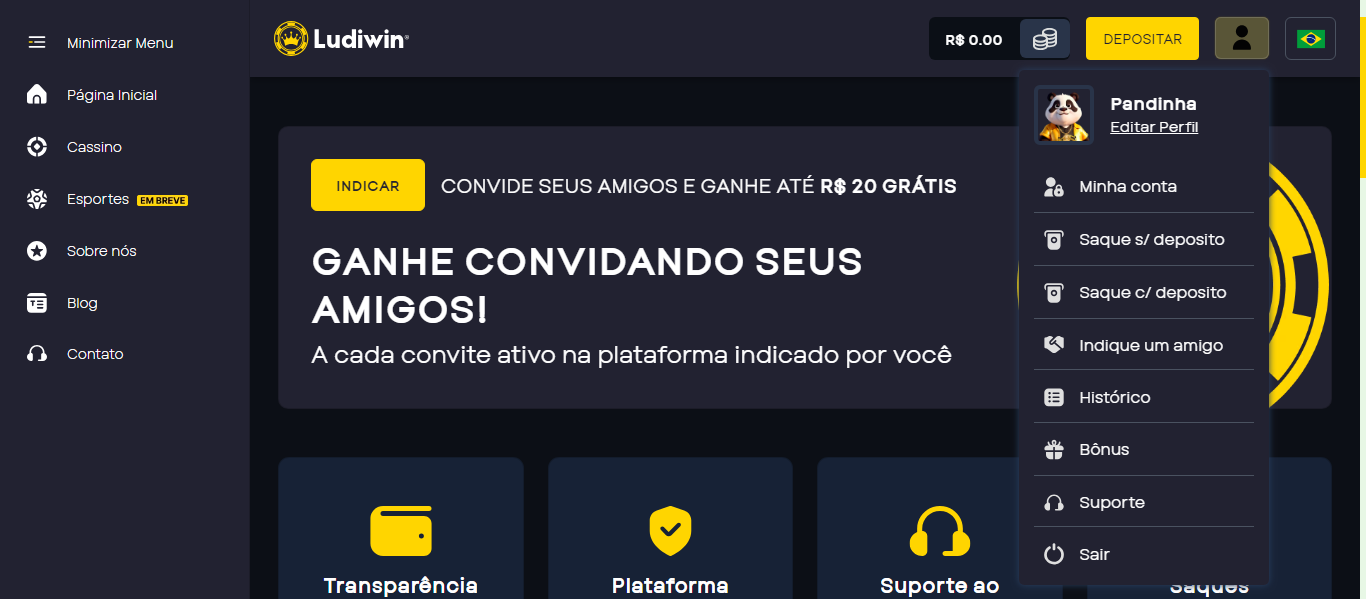 Minimizar Menu
Página Inicial
Cassino
Esportes EM BREVE
Sobre nós
Blog
Contato
Ludiwin
R$ 0.00
DEPOSITAR
INDICAR
CONVIDE SEUS AMIGOS E GANHE ATÉ R$ 20 GRÁTIS
GANHE CONVIDANDO SEUS
AMIGOS!
A cada convite ativo na plataforma indicado por você
Pandinha
Editar Perfil
Minha conta
Saque s/ deposito
Saque c/ deposito
Indique um amigo
Histórico
Bônus
Suporte
Sair
Transparência
Plataforma
Suporte ao
Saques